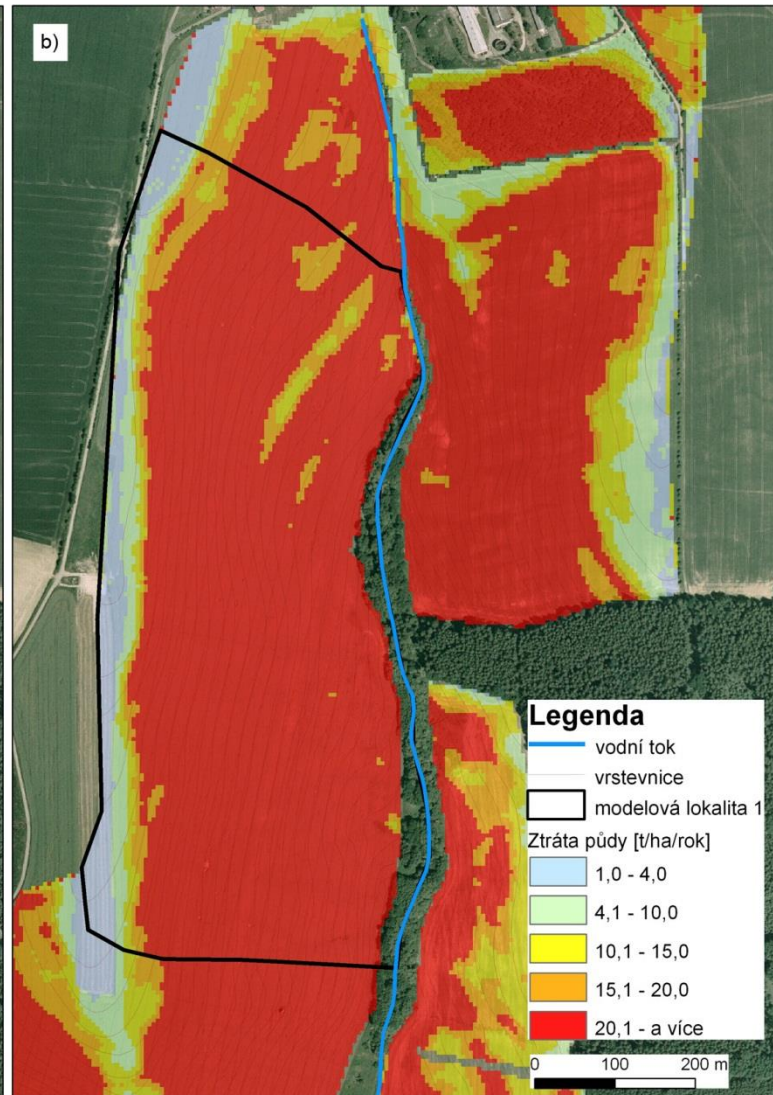 b)
Legenda
vodní tok
vrstevnice
modelová lokalita 1
Ztráta půdy [t/ha/rok]
1,0 - 4,0
4,1 - 10,0
10,1 - 15,0
15,1 - 20,0
20,1 - a více
0 100 200 m